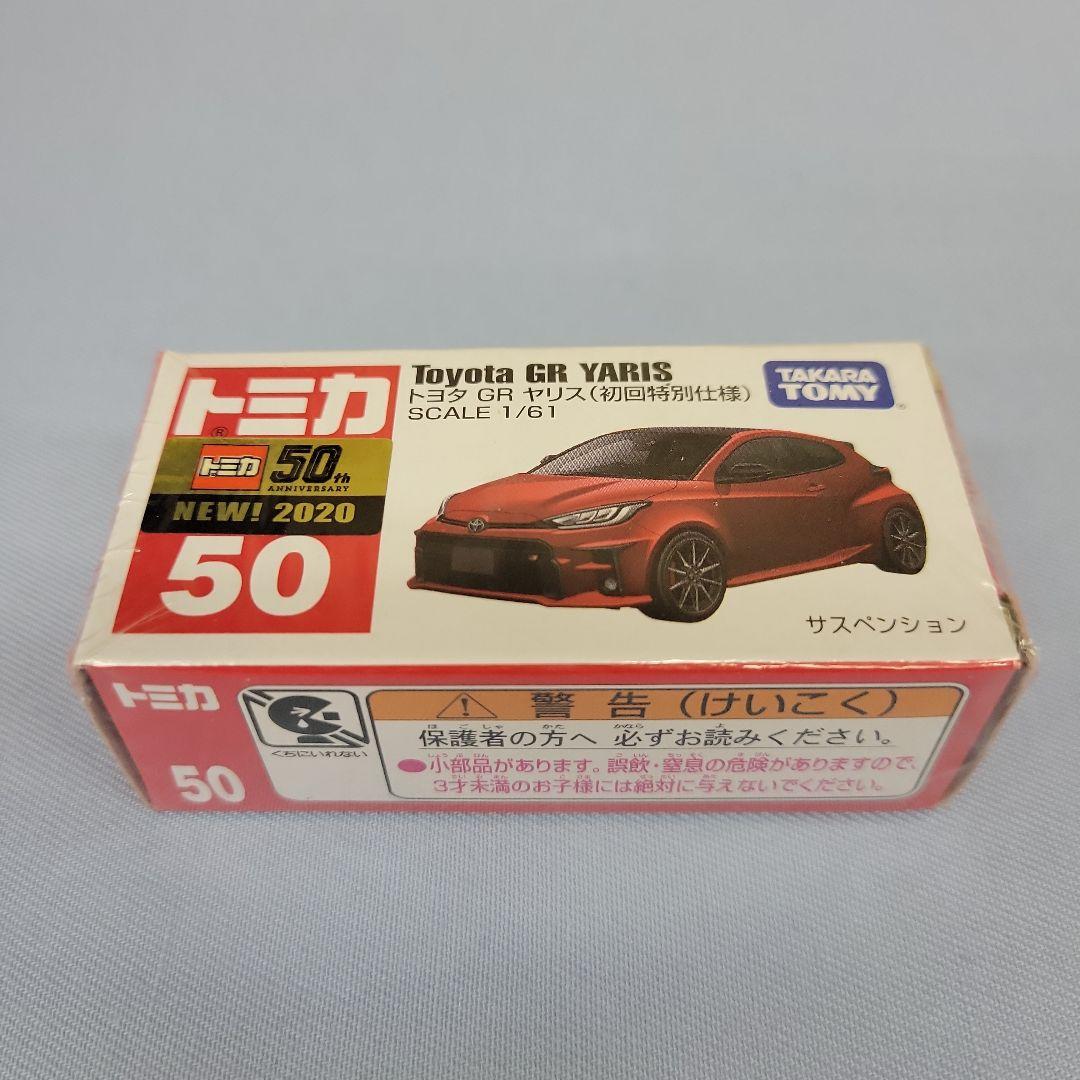 トミカ
®
トミカ 50th
ANNIVERSARY
NEW! 2020
50
Toyota GR YARIS
トヨタ GR ヤリス(初回特別仕様)
SCALE 1/61
TAKARA
TOMY
サスペンション
トミカ
50
くちにいれない
警告(けいこく)
保護者の方へ 必ずお読みください。
●小部品があります。誤飲・窒息の危険がありますので、
3才未満のお子様には絶対に与えないでください。